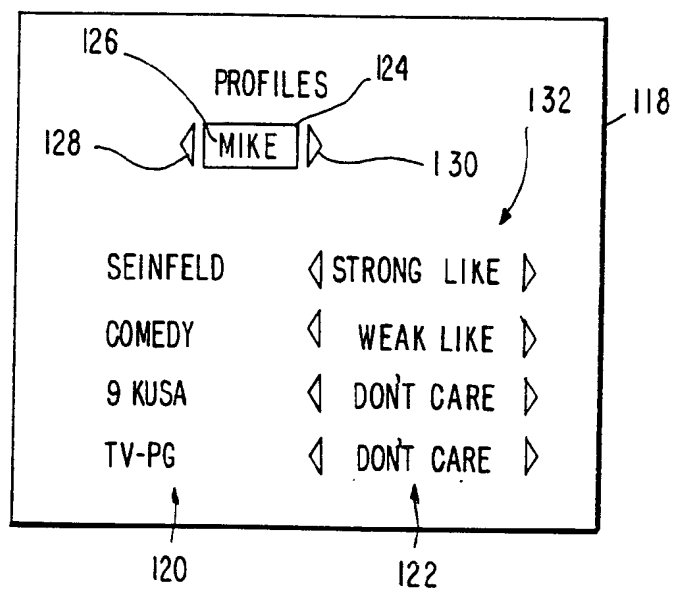 126
PROFILES
124
132
118
128
MIKE
130
SEINFELD STRONG LIKE
COMEDY WEAK LIKE
9 KUSA DON'T CARE
TV-PG DON'T CARE
120
122